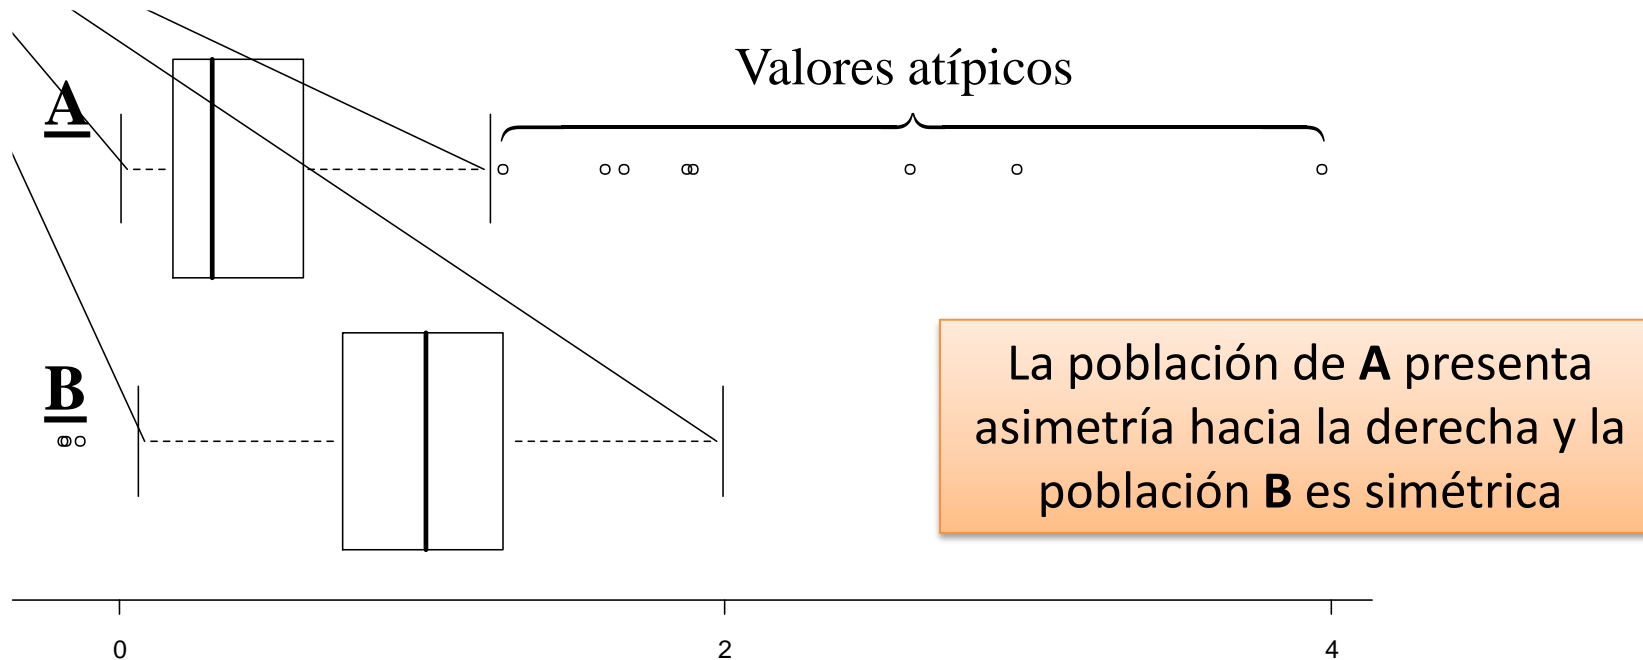 Valores atípicos
A
B
La población de A presenta
asimetría hacia la derecha y la
población B es simétrica
0 2 4